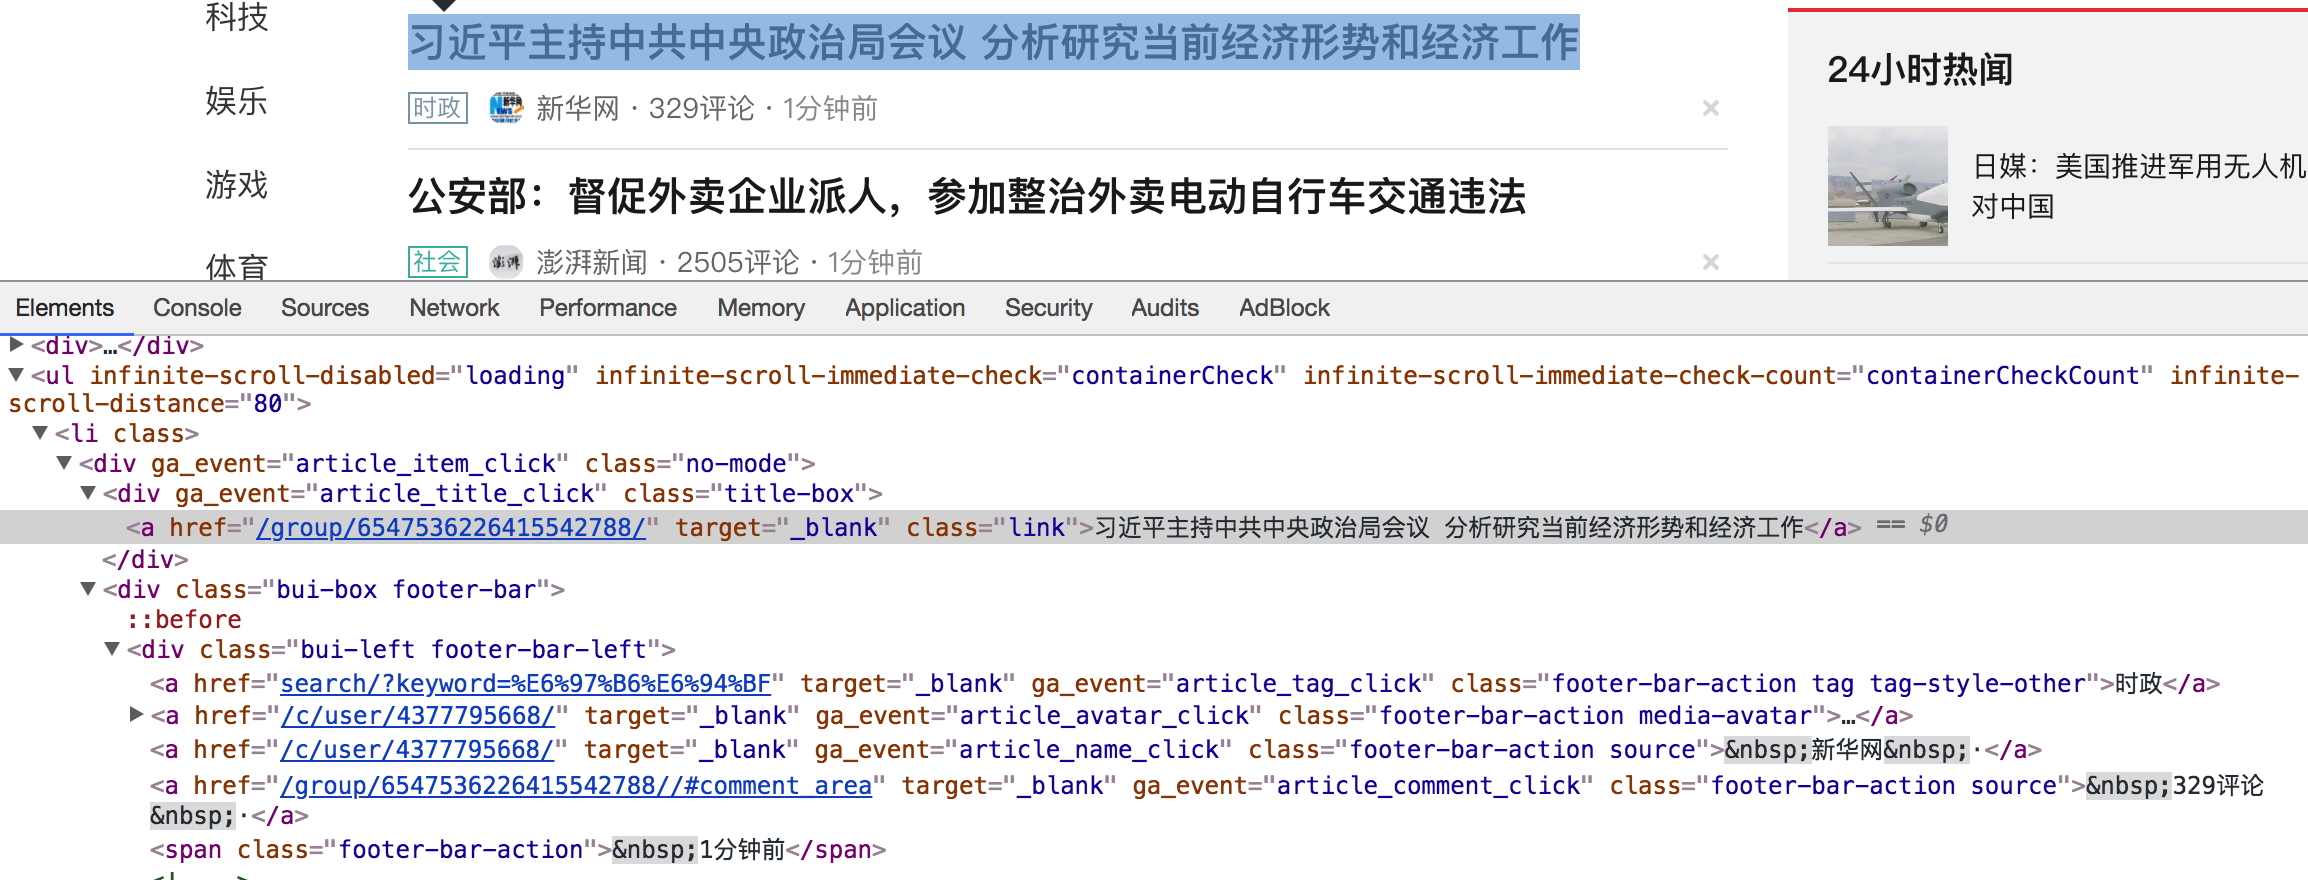 科技
娱乐
游戏
体育
习近平主持中共中央政治局会议 分析研究当前经济形势和经济工作
时政 新华网 · 329评论 · 1分钟前 ×
公安部：督促外卖企业派人，参加整治外卖电动自行车交通违法
社会 澎湃 澎湃新闻 · 2505评论 · 1分钟前 ×
24小时热闻
日媒：美国推进军用无人机
对中国
Elements Console Sources Network Performance Memory Application Security Audits AdBlock
▶<div>…</div>
▼<ul infinite-scroll-disabled="loading" infinite-scroll-immediate-check="containerCheck" infinite-scroll-immediate-check-count="containerCheckCount" infinite-
scroll-distance="80">
▼<li class>
▼<div ga_event="article_item_click" class="no-mode">
▼<div ga_event="article_title_click" class="title-box">
<a href="/group/6547536226415542788/" target="_blank" class="link">习近平主持中共中央政治局会议 分析研究当前经济形势和经济工作</a> == $0
</div>
▼<div class="bui-box footer-bar">
::before
▼<div class="bui-left footer-bar-left">
<a href="search/?keyword=%E6%97%B6%E6%94%BF" target="_blank" ga_event="article_tag_click" class="footer-bar-action tag tag-style-other">时政</a>
▶<a href="/c/user/4377795668/" target="_blank" ga_event="article_avatar_click" class="footer-bar-action media-avatar">…</a>
<a href="/c/user/4377795668/" target="_blank" ga_event="article_name_click" class="footer-bar-action source">&nbsp;新华网&nbsp;·</a>
<a href="/group/6547536226415542788//#comment_area" target="_blank" ga_event="article_comment_click" class="footer-bar-action source">&nbsp;329评论
&nbsp;·</a>
<span class="footer-bar-action">&nbsp;1分钟前</span>